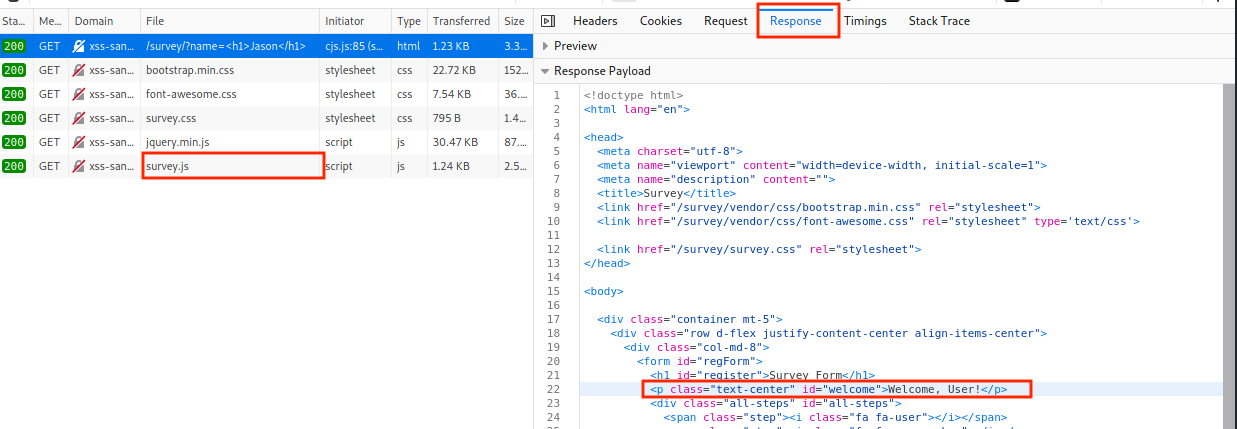 Sta... Me... Domain File Initiator Type Transferred Size
200 GET xss-san... /survey/?name=<h1>Jason</h1> cjs.js:85 (s... html 1.23 KB 3.3...
200 GET xss-san... bootstrap.min.css stylesheet css 22.72 KB 152...
200 GET xss-san... font-awesome.css stylesheet css 7.54 KB 36....
200 GET xss-san... survey.css stylesheet css 795 B 1.4...
200 GET xss-san... jquery.min.js script js 30.47 KB 87....
200 GET xss-san... survey.js script js 1.24 KB 2.5...
Headers Cookies Request Response Timings Stack Trace
Preview
Response Payload
1 <!doctype html>
2 <html lang="en">
3
4 <head>
5 <meta charset="utf-8">
6 <meta name="viewport" content="width=device-width, initial-scale=1">
7 <meta name="description" content="">
8 <title>Survey</title>
9 <link href="/survey/vendor/css/bootstrap.min.css" rel="stylesheet">
10 <link href="/survey/vendor/css/font-awesome.css" rel="stylesheet" type='text/css'>
11
12 <link href="/survey/survey.css" rel="stylesheet">
13 </head>
14
15 <body>
16
17 <div class="container mt-5">
18 <div class="row d-flex justify-content-center align-items-center">
19 <div class="col-md-8">
20 <form id="regForm">
21 <h1 id="register">Survey Form</h1>
22 <p class="text-center" id="welcome">Welcome, User!</p>
23 <div class="all-steps" id="all-steps">
24 <span class="step"><i class="fa fa-user"></i></span>